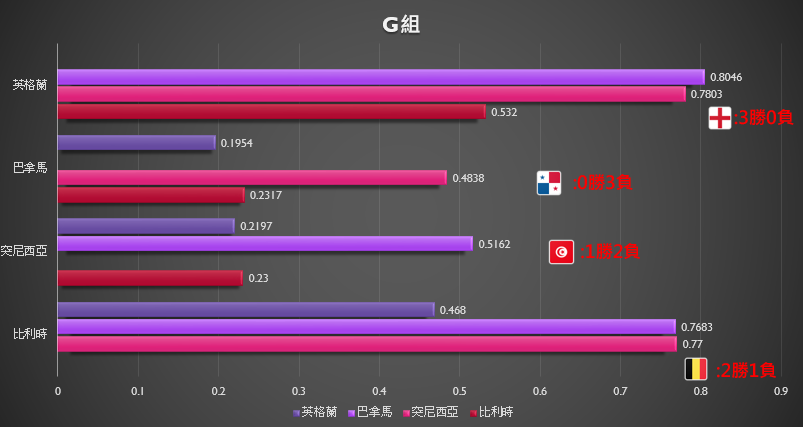 G組
英格蘭
0.8046
0.7803
0.532
:3勝0負
0.1954
巴拿馬
0.4838
0.2317
:0勝3負
0.2197
突尼西亞
0.5162
0.23
:1勝2負
0.468
比利時
0.7683
0.77
:2勝1負
0 0.1 0.2 0.3 0.4 0.5 0.6 0.7 0.8 0.9
英格蘭 巴拿馬 突尼西亞 比利時